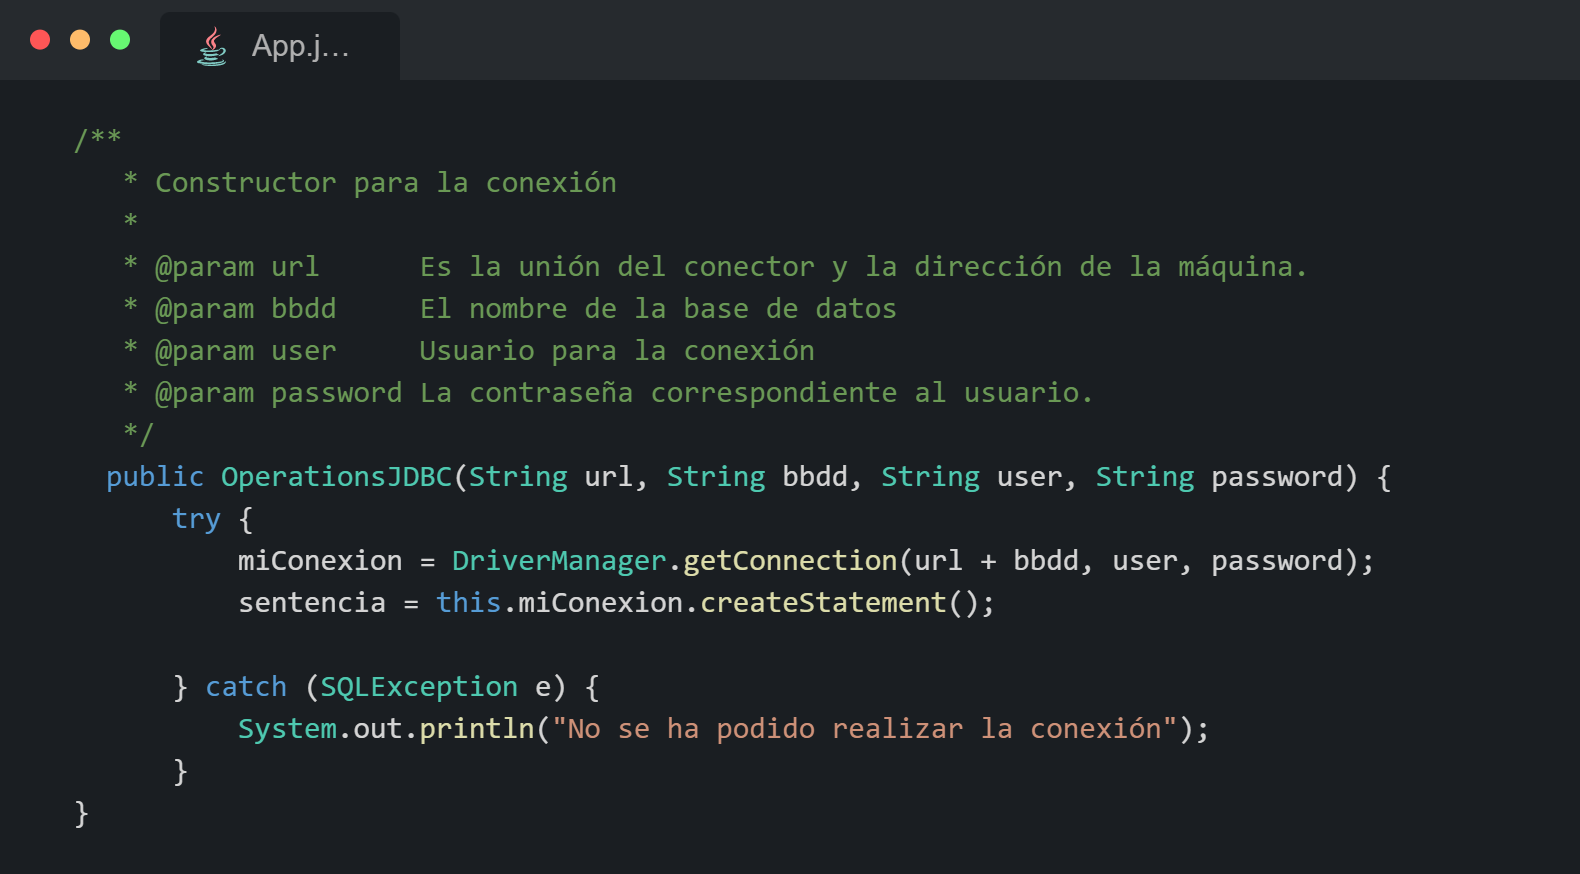 App.j...
/**
* Constructor para la conexión
*
* @param url      Es la unión del conector y la dirección de la máquina.
* @param bbdd     El nombre de la base de datos
* @param user     Usuario para la conexión
* @param password La contraseña correspondiente al usuario.
*/
public OperationsJDBC(String url, String bbdd, String user, String password) {
try {
miConexion = DriverManager.getConnection(url + bbdd, user, password);
sentencia = this.miConexion.createStatement();
} catch (SQLException e) {
System.out.println("No se ha podido realizar la conexión");
}
}